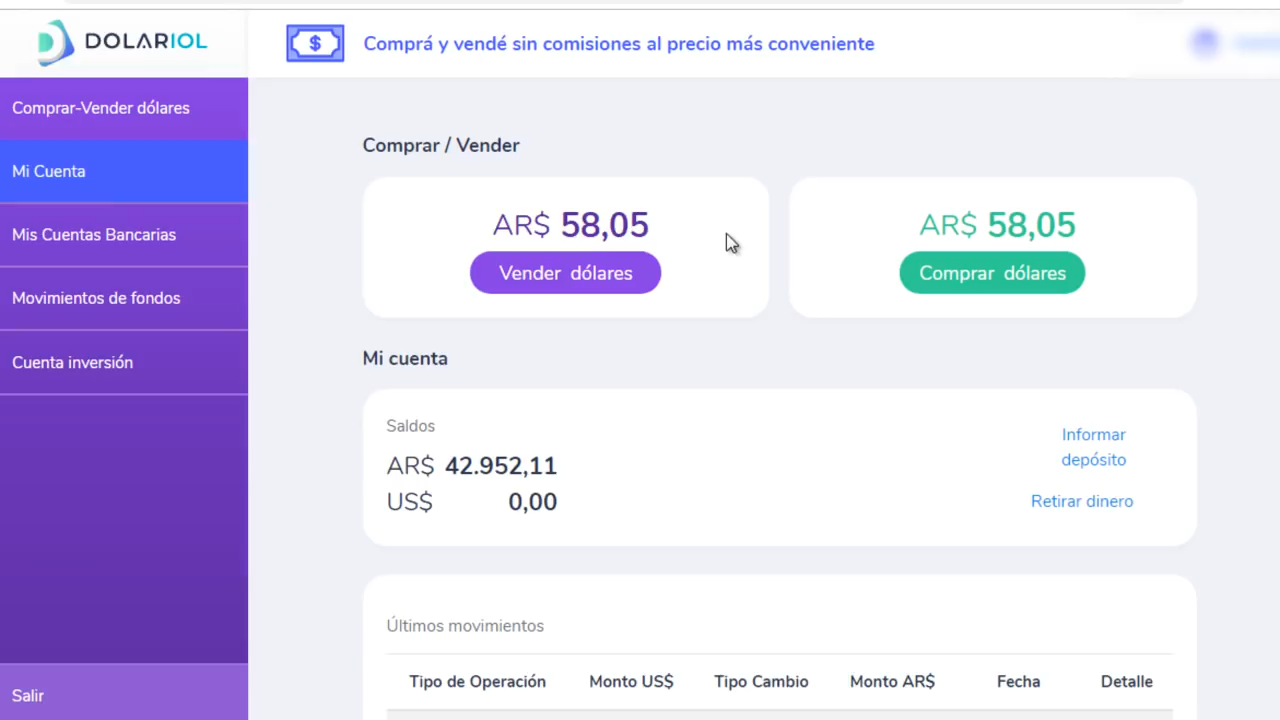 DOLARIOL
$
Comprá y vendé sin comisiones al precio más conveniente
Comprar-Vender dólares
Mi Cuenta
Mis Cuentas Bancarias
Movimientos de fondos
Cuenta inversión
Salir
Comprar / Vender
AR$ 58,05
Vender dólares
AR$ 58,05
Comprar dólares
Mi cuenta
Saldos
AR$ 42.952,11
US$ 0,00
Informar
depósito
Retirar dinero
Últimos movimientos
Tipo de Operación Monto US$ Tipo Cambio Monto AR$ Fecha Detalle